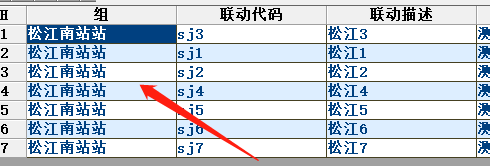 H 组 联动代码 联动描述
1 松江南站站 sj3 松江3
2 松江南站站 sj1 松江1
3 松江南站站 sj2 松江2
4 松江南站站 sj4 松江4
5 松江南站站 sj5 松江5
6 松江南站站 sj6 松江6
7 松江南站站 sj7 松江7